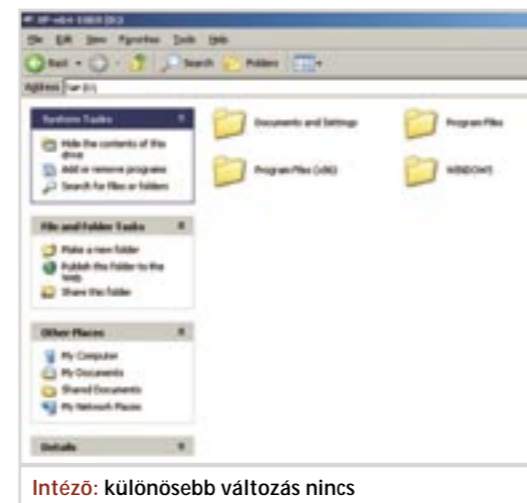 File Edit View Favorites Tools Help
Back Search Folders
Address
System Tasks
Hide the contents of this
drive
Add or remove programs
Search for files or folders
File and Folder Tasks
Make a new folder
Publish this folder to the
Web
Share this folder
Other Places
My Computer
My Documents
Shared Documents
My Network Places
Details
Documents and Settings
Program Files
Program Files (x86)
WINDOWS
Intéző: különösebb változás nincs